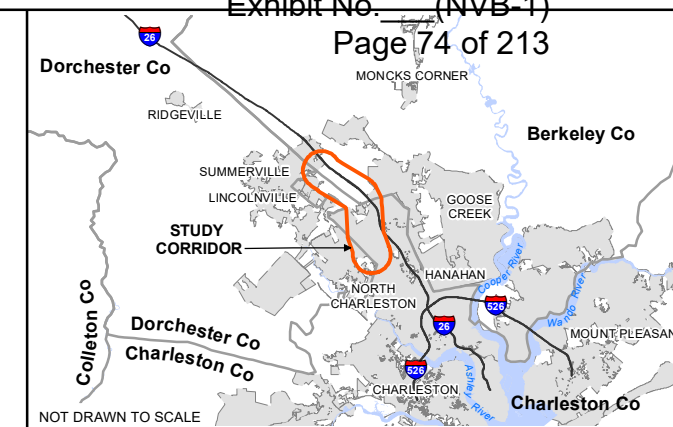 Exhibit No.___(NVB-1)
Page 74 of 213
26
Dorchester Co
MONCKS CORNER
RIDGEVILLE
Berkeley Co
SUMMERVILLE
LINCOLNVILLE
GOOSE
CREEK
STUDY
CORRIDOR
HANAHAN
Cooper River
NORTH
CHARLESTON
526
Wando River
26
Colleton Co
Dorchester Co
Charleston Co
MOUNT PLEASAN
526
CHARLESTON
Ashley River
Charleston Co
NOT DRAWN TO SCALE